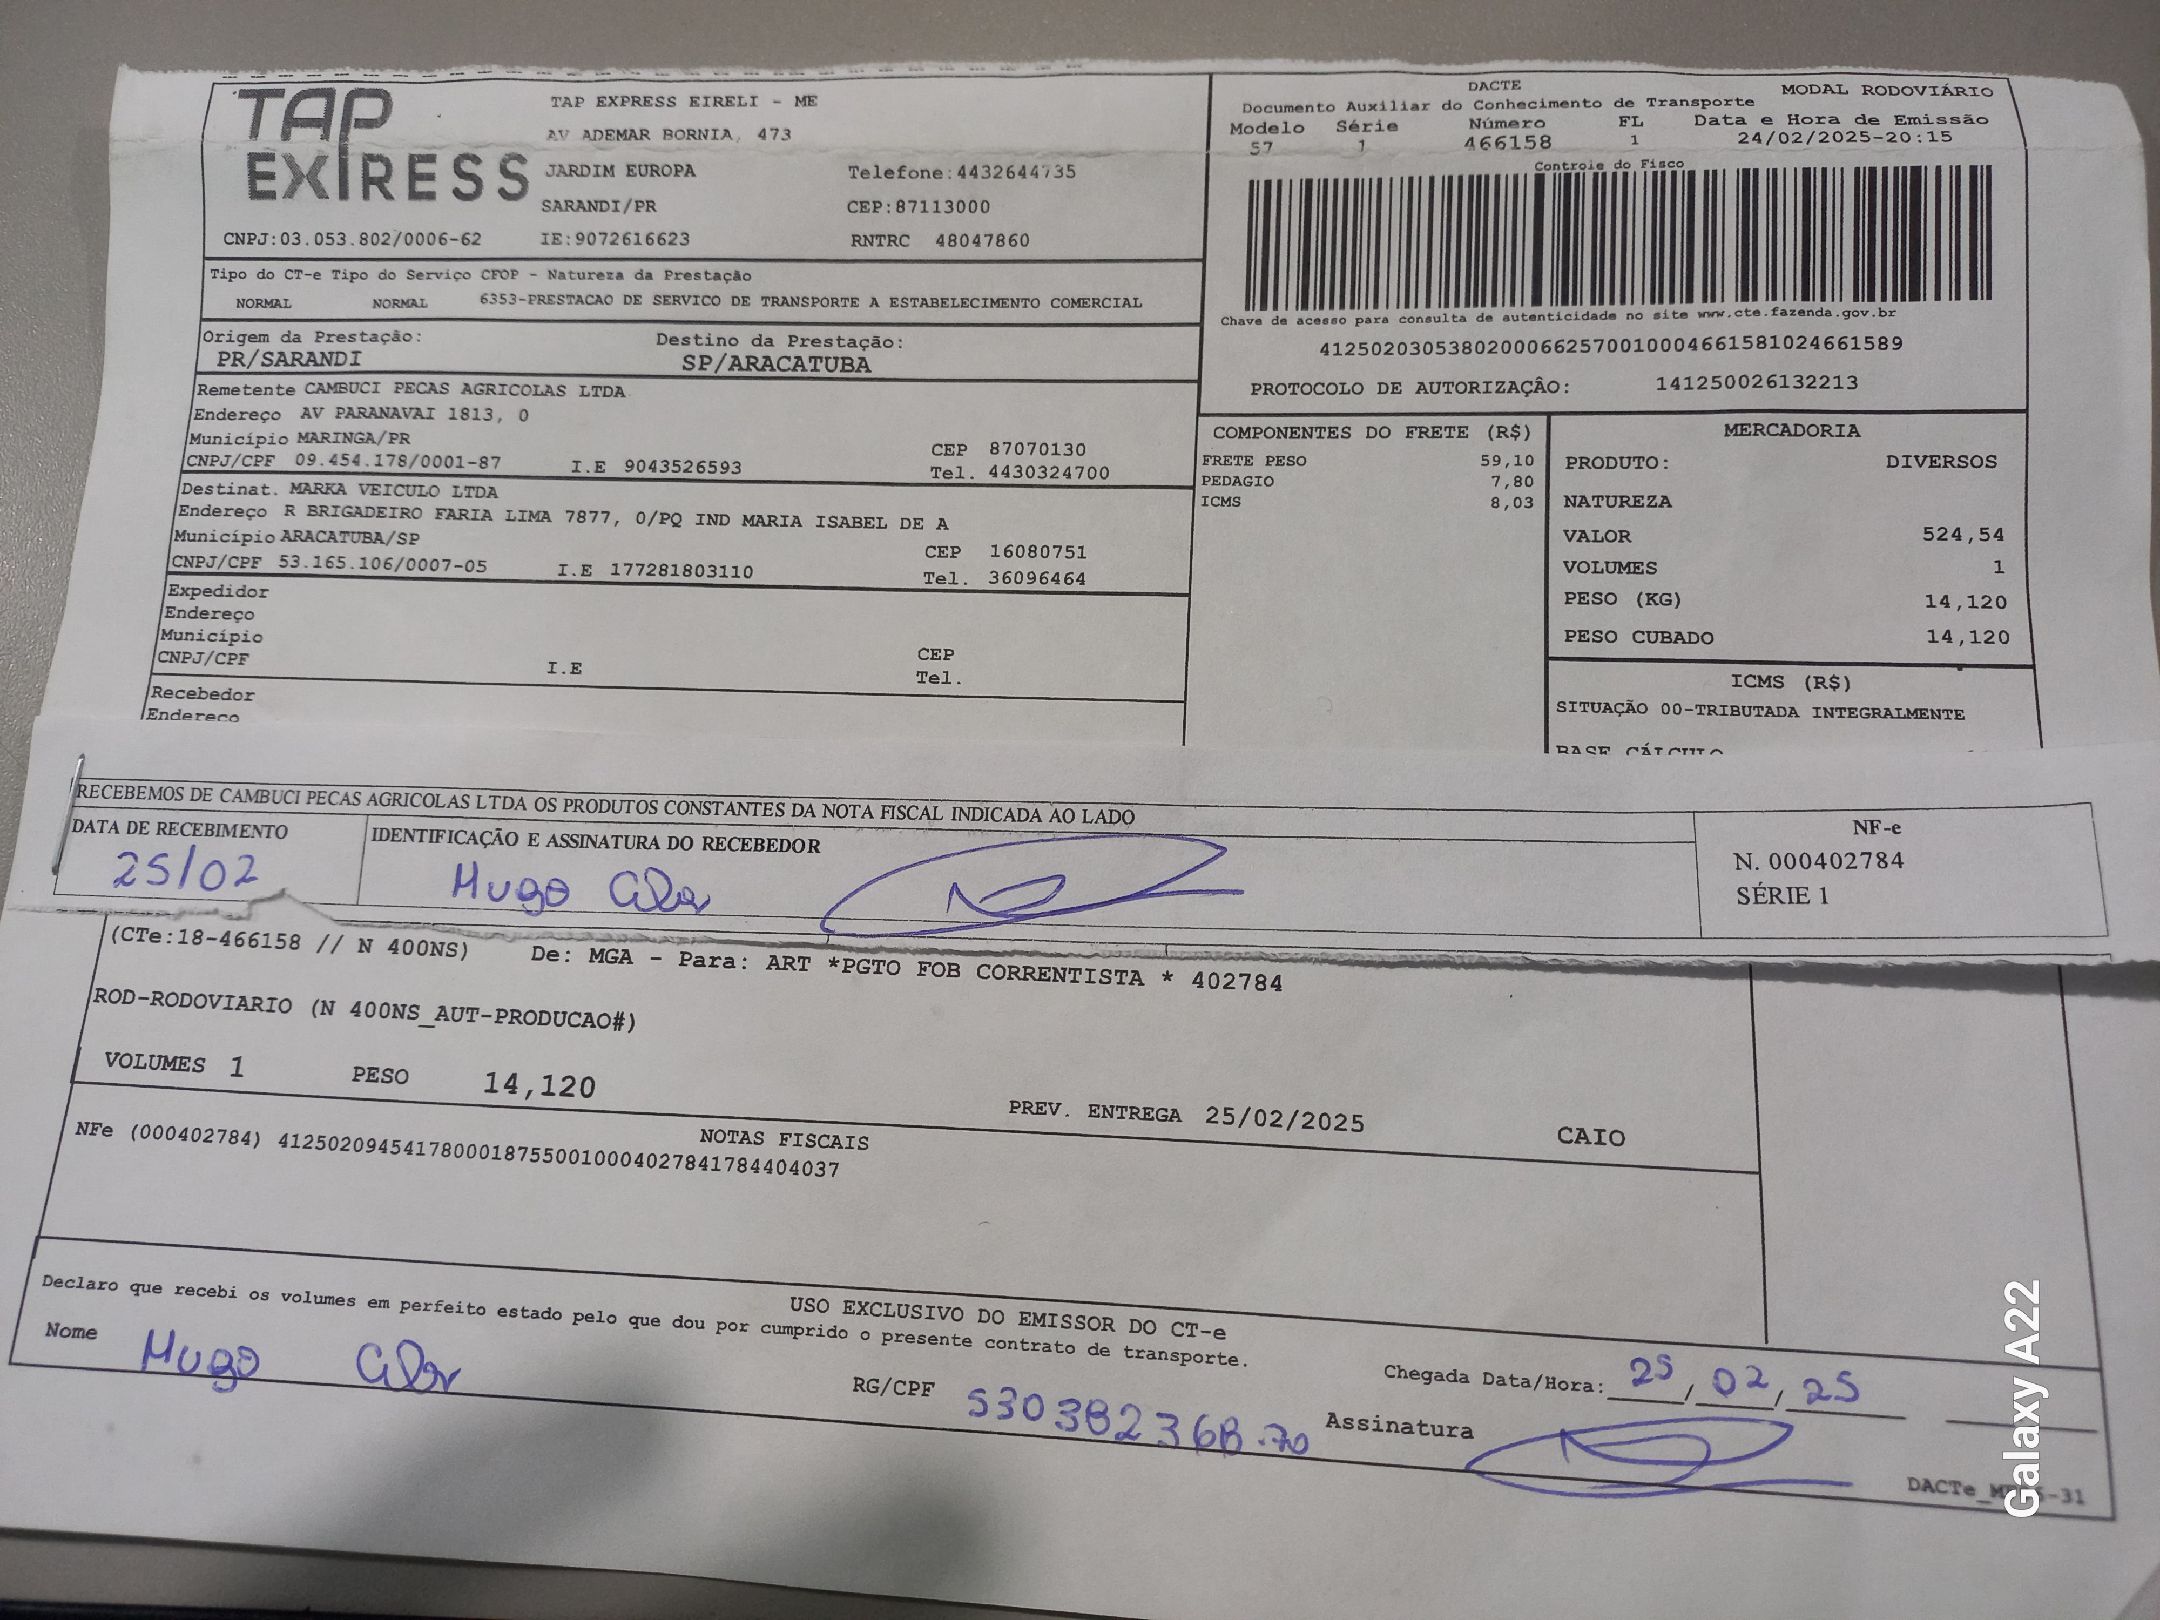 TAP EXPRESS
TAP EXPRESS EIRELI - ME
AV ADEMAR BORNIA, 473
JARDIM EUROPA Telefone:4432644735
SARANDI/PR CEP:87113000
CNPJ:03.053.802/0006-62 IE:9072616623 RNTRC 48047860
DACTE MODAL RODOVIÁRIO
Documento Auxiliar do Conhecimento de Transporte
Modelo Série Número FL Data e Hora de Emissão
57 1 466158 1 24/02/2025-20:15
Controle do Fisco
Chave de acesso para consulta de autenticidade no site www.cte.fazenda.gov.br
41250203053802000662570010004661581024661589
PROTOCOLO DE AUTORIZAÇÂO: 141250026132213
Tipo do CT-e Tipo do Serviço CFOP - Natureza da Prestação
NORMAL NORMAL 6353-PRESTACAO DE SERVICO DE TRANSPORTE A ESTABELECIMENTO COMERCIAL
Origem da Prestação: Destino da Prestação:
PR/SARANDI SP/ARACATUBA
Remetente CAMBUCI PECAS AGRICOLAS LTDA
Endereço AV PARANAVAI 1813, 0
Município MARINGA/PR CEP 87070130
CNPJ/CPF 09.454.178/0001-87 I.E 9043526593 Tel. 4430324700
Destinat. MARKA VEICULO LTDA
Endereço R BRIGADEIRO FARIA LIMA 7877, 0/PQ IND MARIA ISABEL DE A
Município ARACATUBA/SP CEP 16080751
CNPJ/CPF 53.165.106/0007-05 I.E 177281803110 Tel. 36096464
Expedidor
Endereço
Município CEP
CNPJ/CPF I.E Tel.
Recebedor
Endereço
COMPONENTES DO FRETE (R$)
FRETE PESO 59,10
PEDAGIO 7,80
ICMS 8,03
MERCADORIA
PRODUTO: DIVERSOS
NATUREZA
VALOR 524,54
VOLUMES 1
PESO (KG) 14,120
PESO CUBADO 14,120
ICMS (R$)
SITUAÇÃO 00-TRIBUTADA INTEGRALMENTE
BASE CÁLCULO
RECEBEMOS DE CAMBUCI PECAS AGRICOLAS LTDA OS PRODUTOS CONSTANTES DA NOTA FISCAL INDICADA AO LADO
DATA DE RECEBIMENTO IDENTIFICAÇÃO E ASSINATURA DO RECEBEDOR
25/02 Hugo
NF-e
N. 000402784
SÉRIE 1
(CTe:18-466158 // N 400NS) De: MGA - Para: ART *PGTO FOB CORRENTISTA * 402784
ROD-RODOVIARIO (N 400NS_AUT-PRODUCAO#)
VOLUMES 1 PESO 14,120
PREV. ENTREGA 25/02/2025 CAIO
NOTAS FISCAIS
NFe (000402784) 41250209454178000187550010004027841784404037
USO EXCLUSIVO DO EMISSOR DO CT-e
Declaro que recebi os volumes em perfeito estado pelo que dou por cumprido o presente contrato de transporte.
Nome Hugo
RG/CPF 530382368.70
Chegada Data/Hora: 25, 02, 25
Assinatura
Galaxy A22